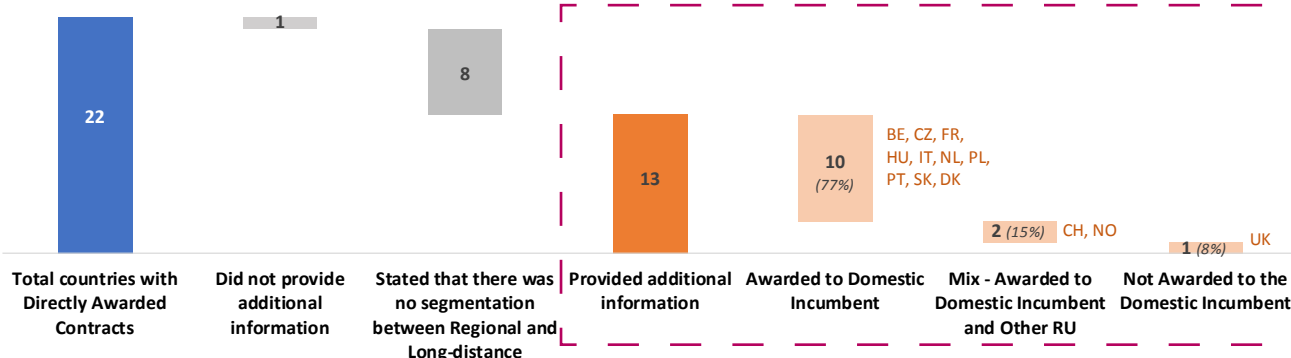 22
1
8
13
10
(77%)
BE, CZ, FR,
HU, IT, NL, PL,
PT, SK, DK
2 (15%)
CH, NO
1 (8%)
UK
Total countries with
Directly Awarded
Contracts
Did not provide
additional
information
Stated that there was
no segmentation
between Regional and
Long-distance
Provided additional
information
Awarded to Domestic
Incumbent
Mix - Awarded to
Domestic Incumbent
and Other RU
Not Awarded to the
Domestic Incumbent